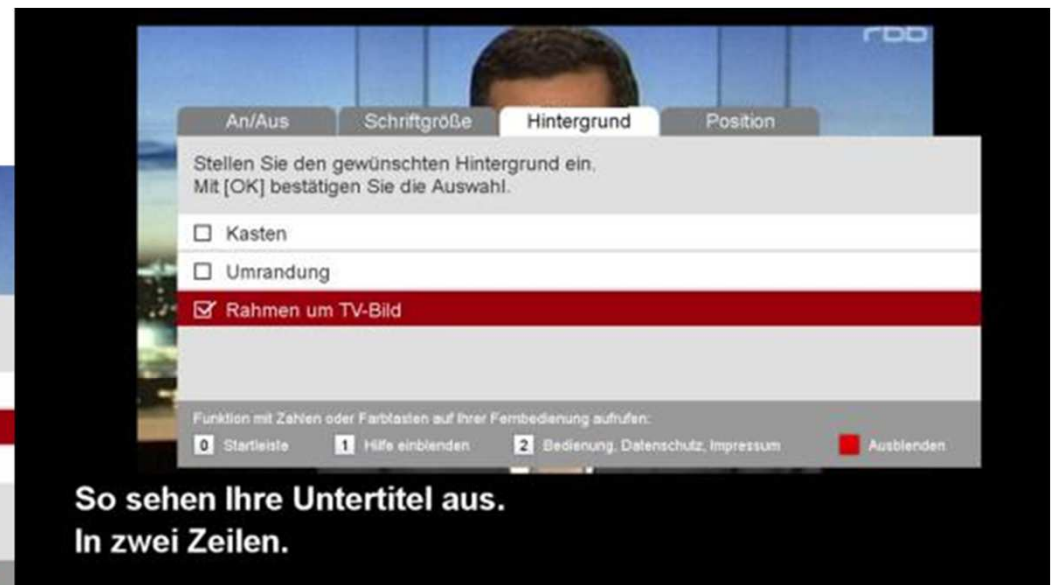 rbb
An/Aus Schriftgröße Hintergrund Position
Stellen Sie den gewünschten Hintergrund ein.
Mit [OK] bestätigen Sie die Auswahl.
Kasten
Umrandung
Rahmen um TV-Bild
Funktion mit Zahlen oder Farbtasten auf Ihrer Fernbedienung aufrufen:
0 Startleiste 1 Hilfe einblenden 2 Bedienung, Datenschutz, Impressum Ausblenden
So sehen Ihre Untertitel aus.
In zwei Zeilen.